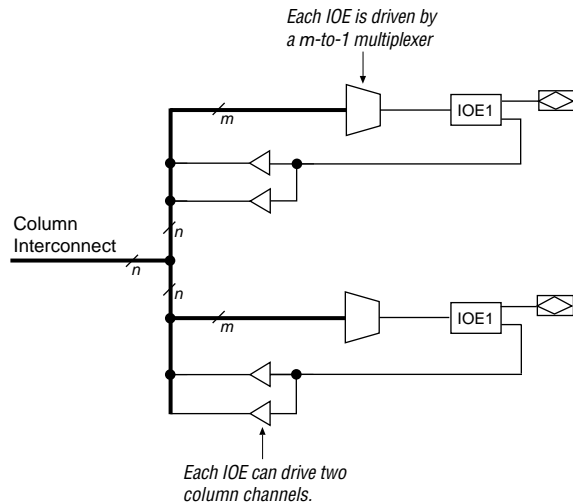 Each IOE is driven by
a m-to-1 multiplexer
m
IOE1
Column
Interconnect
n
n
n
m
IOE1
Each IOE can drive two
column channels.